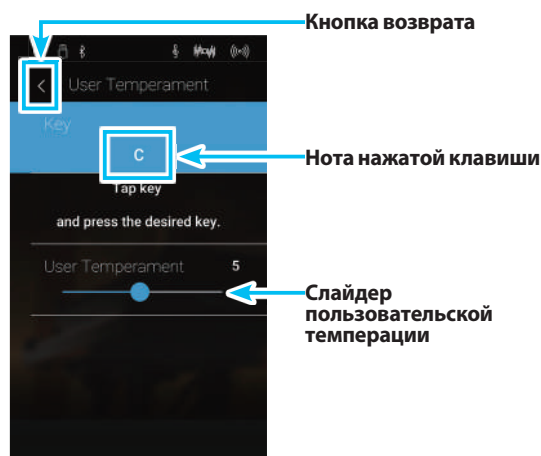 Кнопка возврата
User Temperament
Key
C
Нота нажатой клавиши
Tap key
and press the desired key.
User Temperament 5
Слайдер
пользовательской
темперации